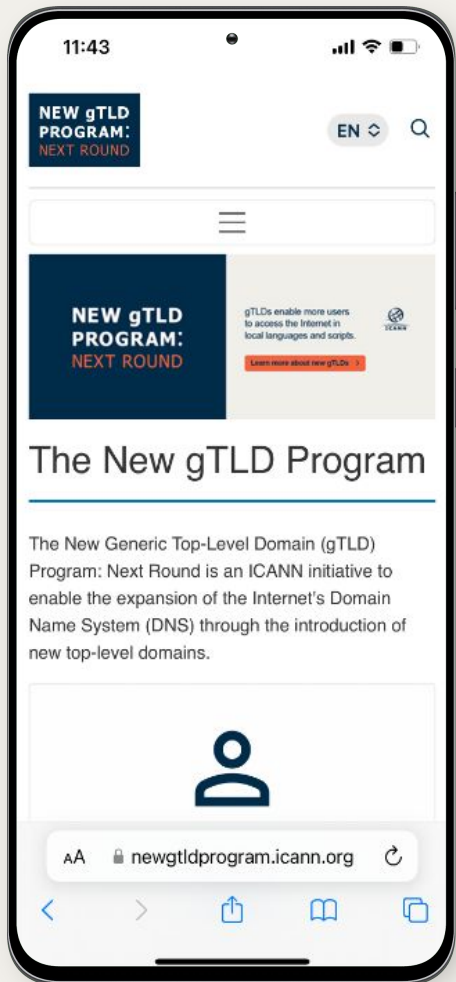 11:43
NEW gTLD
PROGRAM:
NEXT ROUND
EN
NEW gTLD
PROGRAM:
NEXT ROUND
gTLDs enable more users
to access the Internet in
local languages and scripts.
Learn more about new gTLDs >
ICANN
The New gTLD Program
The New Generic Top-Level Domain (gTLD)
Program: Next Round is an ICANN initiative to
enable the expansion of the Internet's Domain
Name System (DNS) through the introduction of
new top-level domains.
AA newgtldprogram.icann.org